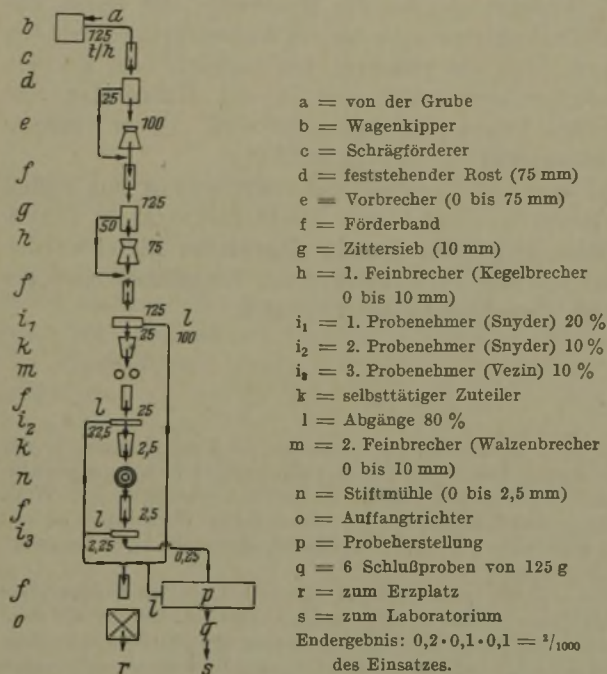 a
b 125
t/h
c
d 25
e 100
f
g 125
50
h 75
f
i₁ 125 l
25 100
k
m
f l 25
i₂ 22,5
k 2,5
n
f l 2,5
i₃ 2,25 0,25
f l p
o q
r s
a = von der Grube
b = Wagenkipper
c = Schrägförderer
d = feststehender Rost (75 mm)
e = Vorbrecher (0 bis 75 mm)
f = Förderband
g = Zittersieb (10 mm)
h = 1. Feinbrecher (Kegelbrecher
0 bis 10 mm)
i₁ = 1. Probenehmer (Snyder) 20 %
i₂ = 2. Probenehmer (Snyder) 10 %
i₃ = 3. Probenehmer (Vezin) 10 %
k = selbsttätiger Zuteiler
l = Abgänge 80 %
m = 2. Feinbrecher (Walzenbrecher
0 bis 10 mm)
n = Stiftmühle (0 bis 2,5 mm)
o = Auffangtrichter
p = Probeherstellung
q = 6 Schlußproben von 125 g
r = zum Erzplatz
s = zum Laboratorium
Endergebnis: 0,2 · 0,1 · 0,1 = ²/₁₀₀₀
des Einsatzes.